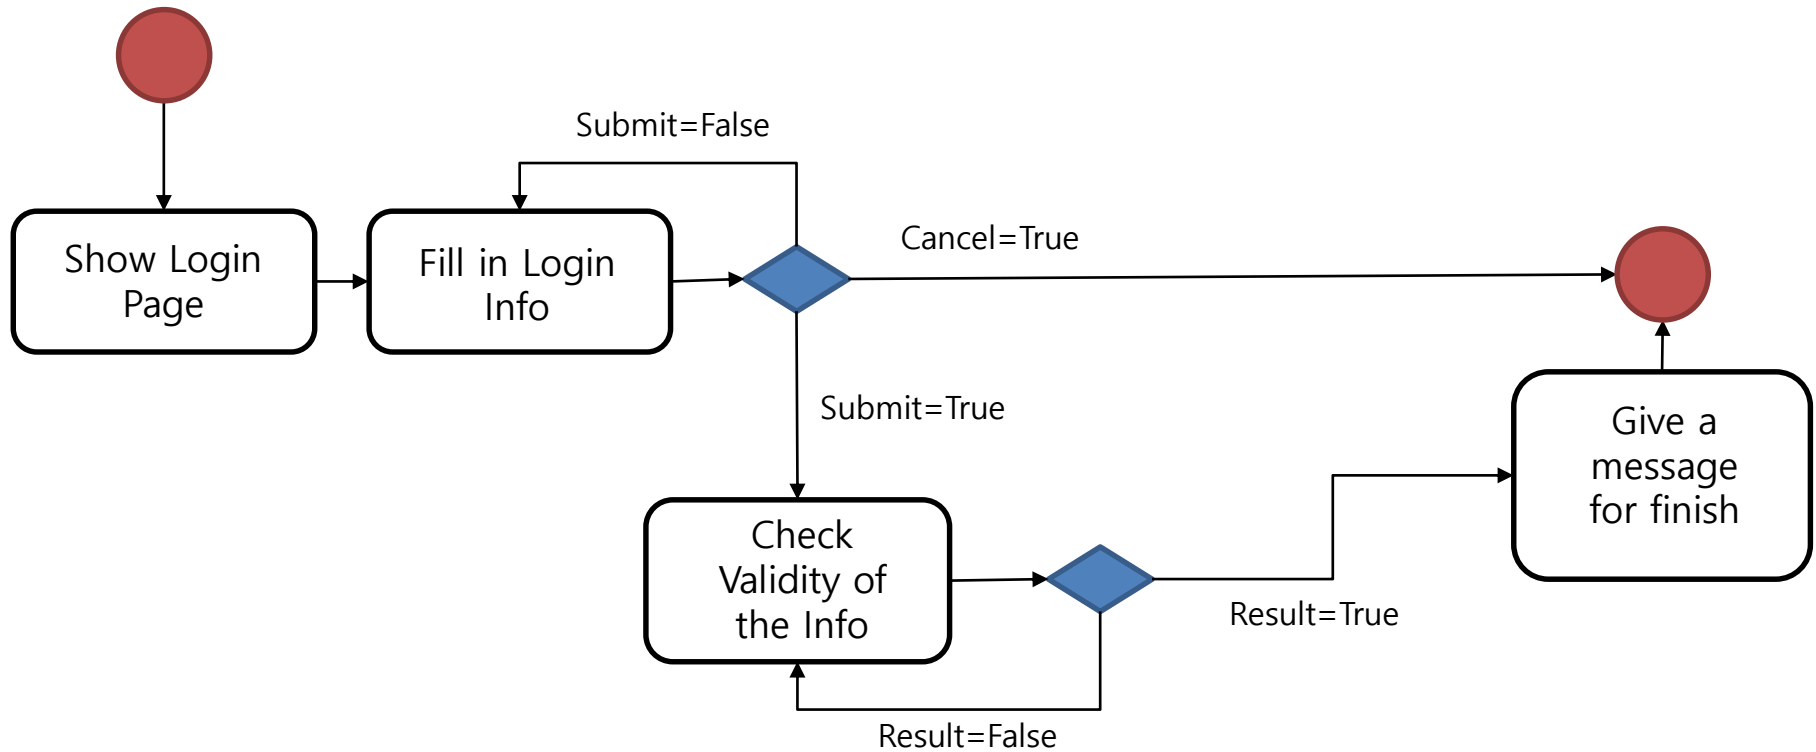 Submit=False
Show Login
Page
Fill in Login
Info
Cancel=True
Submit=True
Give a
message
for finish
Check
Validity of
the Info
Result=True
Result=False